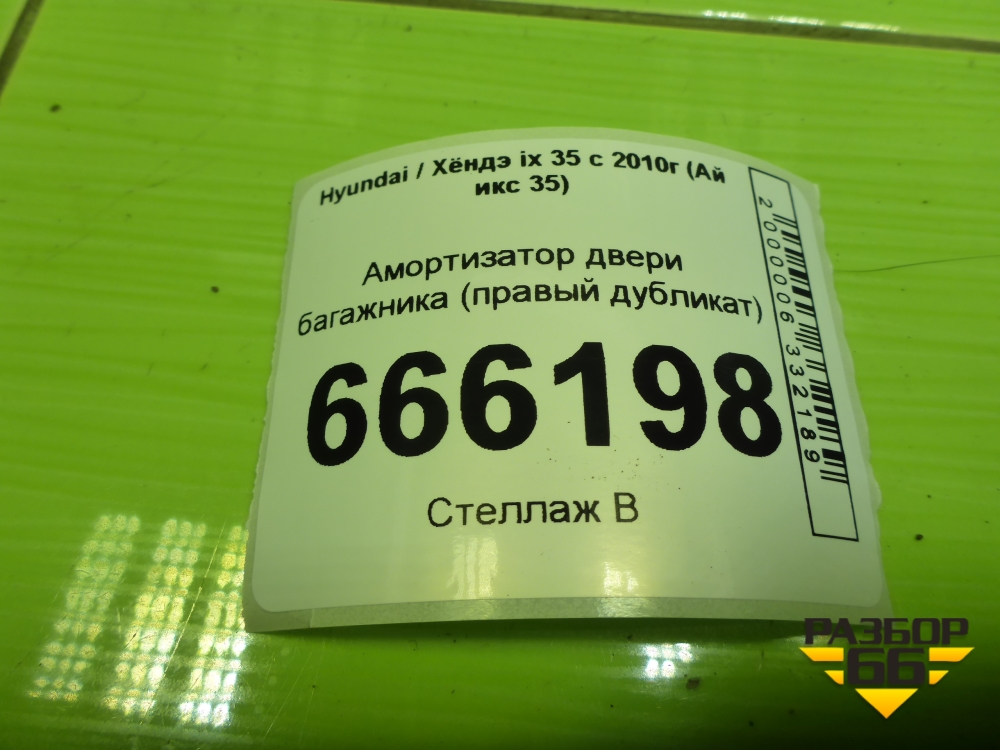 Hyundai / Хёндэ ix 35 с 2010г (Ай
икс 35)
Амортизатор двери
багажника (правый дубликат)
666198
Стеллаж В
2000006332189
РАЗБОР
66